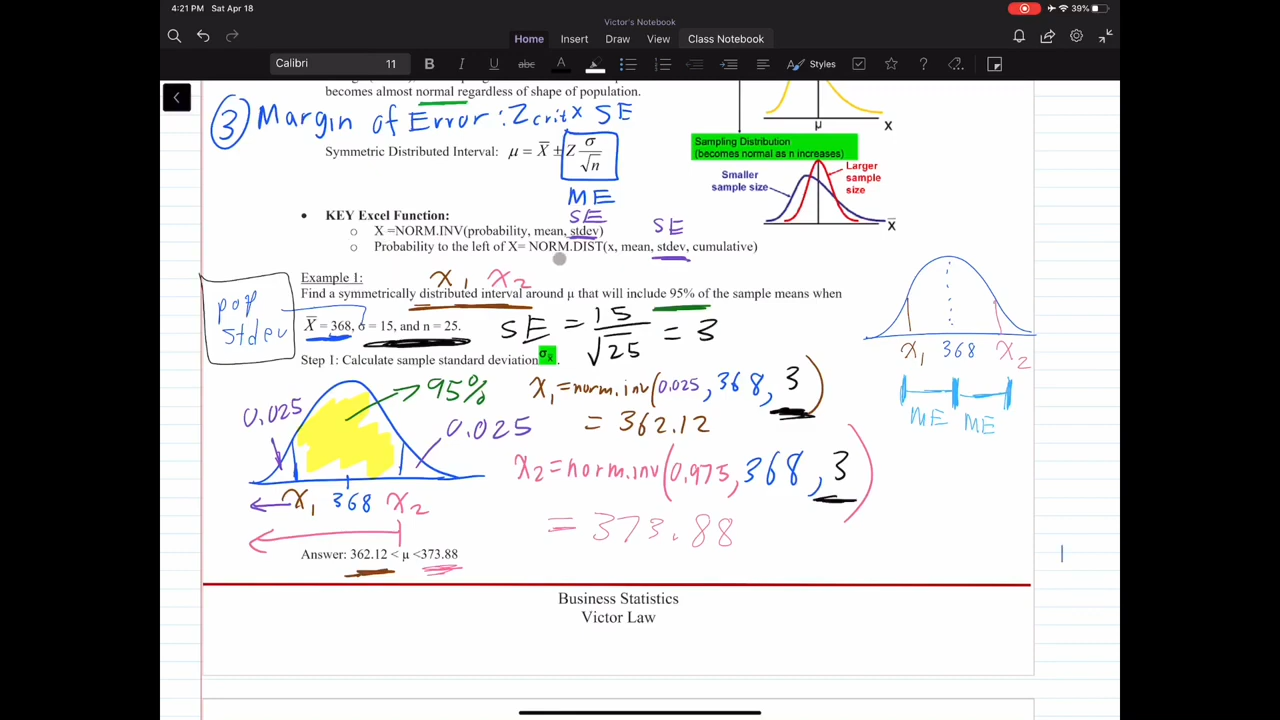 4:21 PM Sat Apr 18
39%
Victor's Notebook
Home Insert Draw View Class Notebook
Calibri 11 B I U abc A Styles
becomes almost normal regardless of shape of population.
③ Margin of Error: Zcrit x SE
Symmetric Distributed Interval: μ = X̄ ± Z σ/√n
ME
μ X
Sampling Distribution
(becomes normal as n increases)
Smaller
sample size
Larger
sample
size
X̄
• KEY Excel Function:
SE
○ X =NORM.INV(probability, mean, stdev)
SE
○ Probability to the left of X= NORM.DIST(x, mean, stdev, cumulative)
Example 1:
X1 X2
Find a symmetrically distributed interval around μ that will include 95% of the sample means when
pop
stdev
X̄ = 368, σ = 15, and n = 25.
SE = 15/√25 = 3
Step 1: Calculate sample standard deviation σX̄.
X1 368 X2
ME ME
95%
0.025
0.025
X1 368 X2
X1 = norm.inv(0.025, 368, 3)
= 362.12
X2 = norm.inv(0.975, 368, 3)
= 373.88
Answer: 362.12 < μ <373.88
Business Statistics
Victor Law